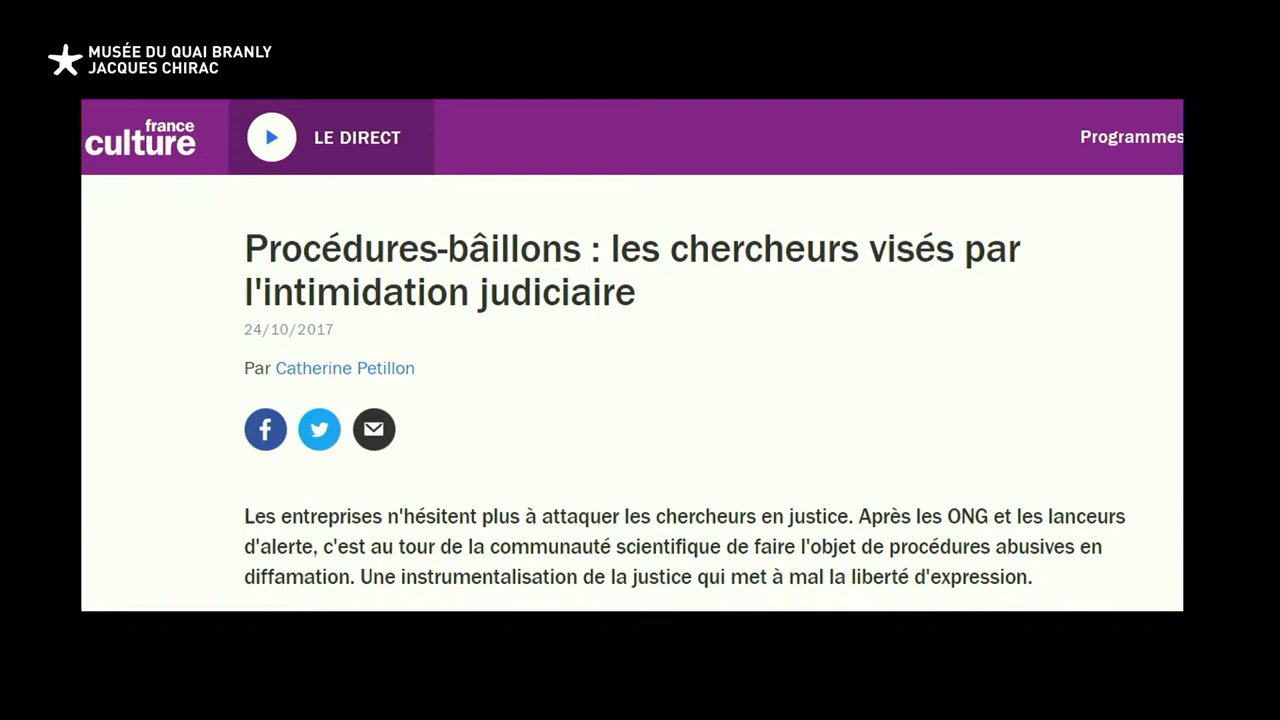 MUSÉE DU QUAI BRANLY
JACQUES CHIRAC
france
culture
LE DIRECT
Programmes
Procédures-bâillons : les chercheurs visés par
l'intimidation judiciaire
24/10/2017
Par Catherine Petillon
Les entreprises n'hésitent plus à attaquer les chercheurs en justice. Après les ONG et les lanceurs
d'alerte, c'est au tour de la communauté scientifique de faire l'objet de procédures abusives en
diffamation. Une instrumentalisation de la justice qui met à mal la liberté d'expression.